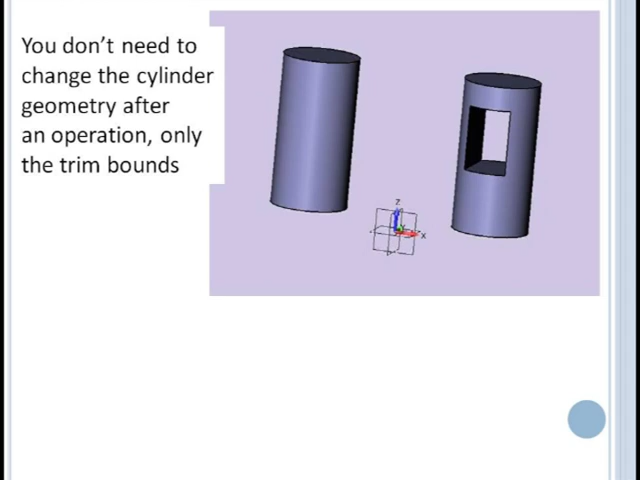 You don’t need to
change the cylinder
geometry after
an operation, only
the trim bounds
Z
X